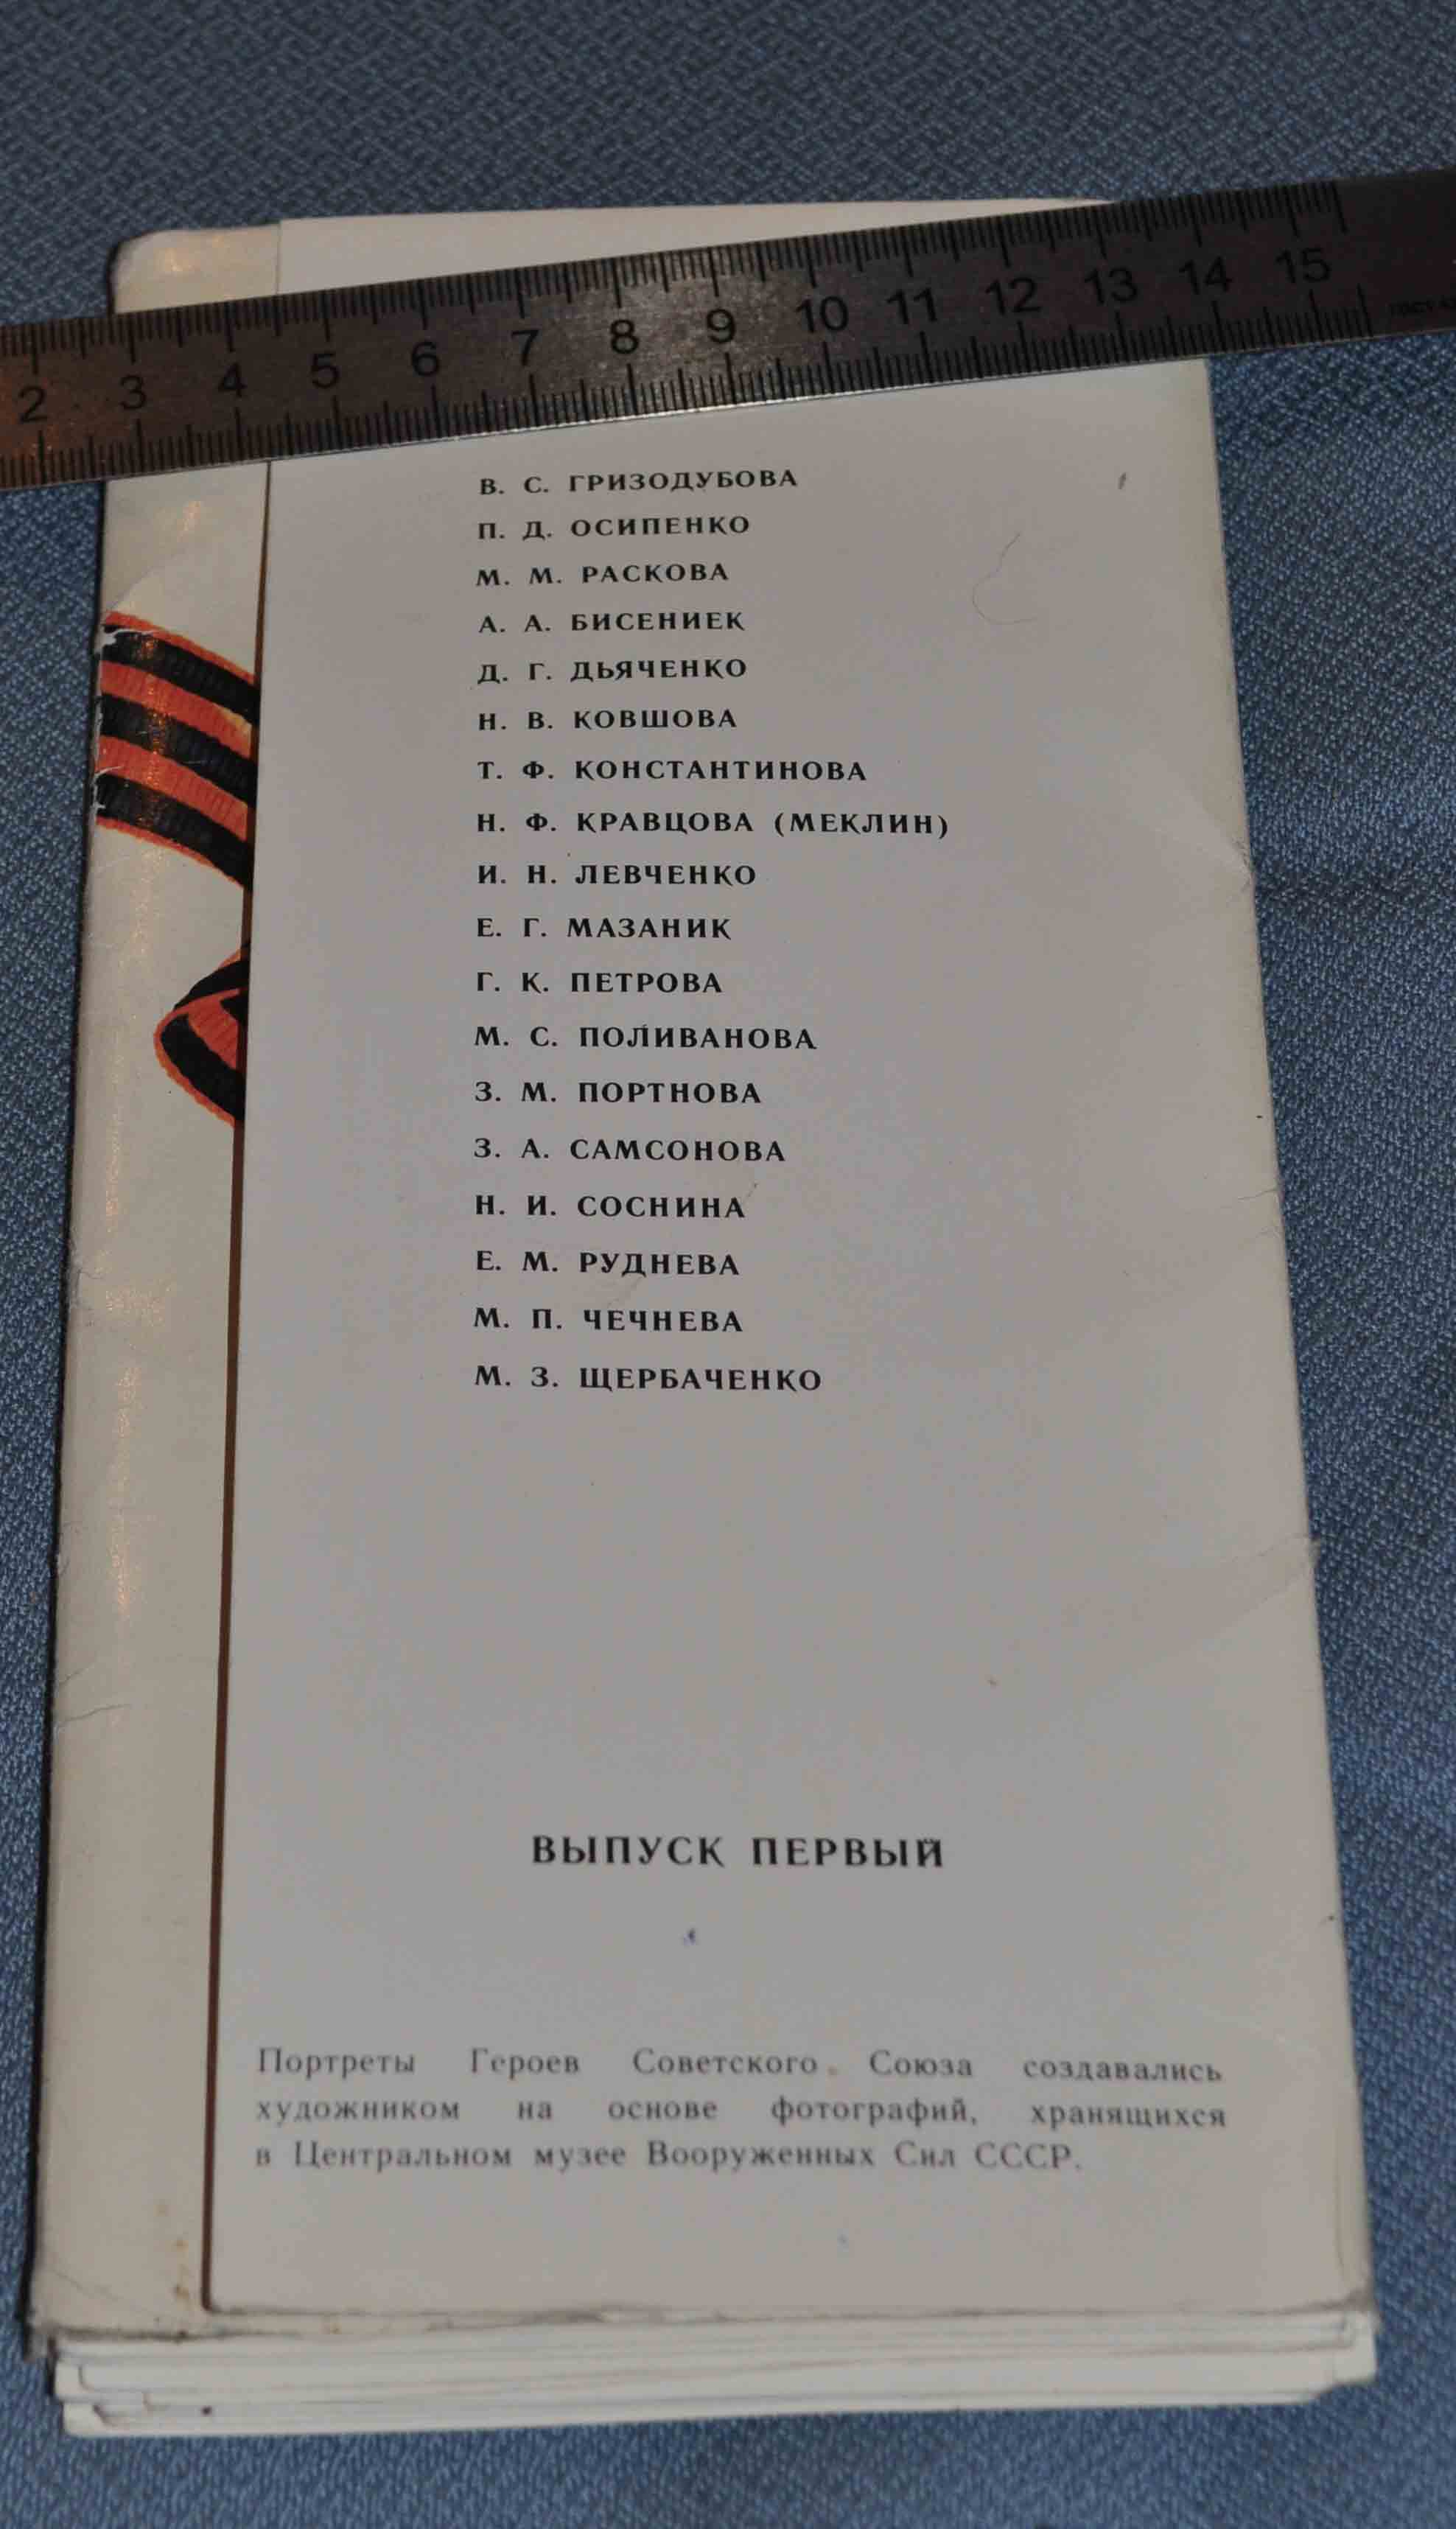 2 3 4 5 6 7 8 9 10 11 12 13 14 15
В. С. ГРИЗОДУБОВА
П. Д. ОСИПЕНКО
М. М. РАСКОВА
А. А. БИСЕНИЕК
Д. Г. ДЬЯЧЕНКО
Н. В. КОВШОВА
Т. Ф. КОНСТАНТИНОВА
Н. Ф. КРАВЦОВА (МЕКЛИН)
И. Н. ЛЕВЧЕНКО
Е. Г. МАЗАНИК
Г. К. ПЕТРОВА
М. С. ПОЛИВАНОВА
З. М. ПОРТНОВА
З. А. САМСОНОВА
Н. И. СОСНИНА
Е. М. РУДНЕВА
М. П. ЧЕЧНЕВА
М. З. ЩЕРБАЧЕНКО
ВЫПУСК ПЕРВЫЙ
Портреты Героев Советского Союза создавались
художником на основе фотографий, хранящихся
в Центральном музее Вооруженных Сил СССР.